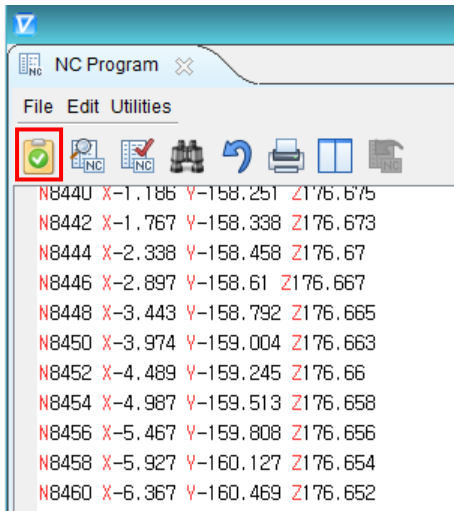 NC Program
File Edit Utilities
NC NC NC
N8440 X-1.186 Y-158.251 Z176.675
N8442 X-1.767 Y-158.338 Z176.673
N8444 X-2.338 Y-158.458 Z176.67
N8446 X-2.897 Y-158.61 Z176.667
N8448 X-3.443 Y-158.792 Z176.665
N8450 X-3.974 Y-159.004 Z176.663
N8452 X-4.489 Y-159.245 Z176.66
N8454 X-4.987 Y-159.513 Z176.658
N8456 X-5.467 Y-159.808 Z176.656
N8458 X-5.927 Y-160.127 Z176.654
N8460 X-6.367 Y-160.469 Z176.652